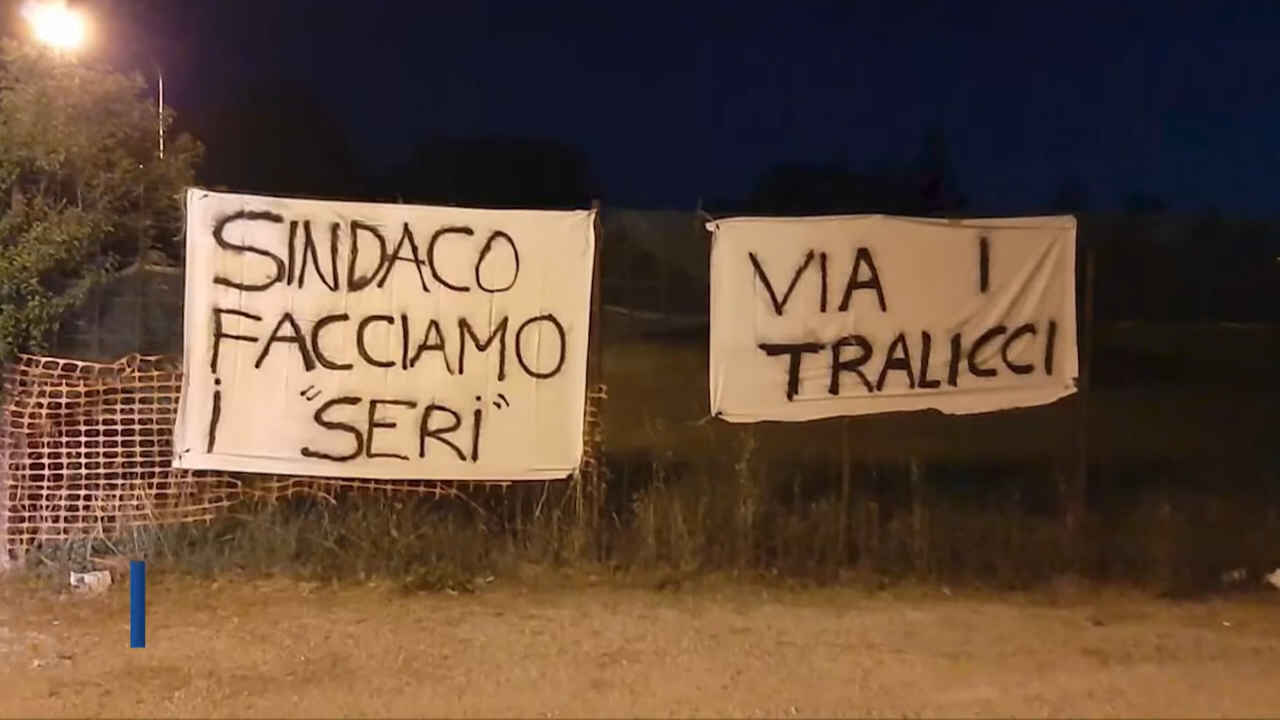 SINDACO
FACCIAMO
i "SERi"
VIA I
TRALICCI